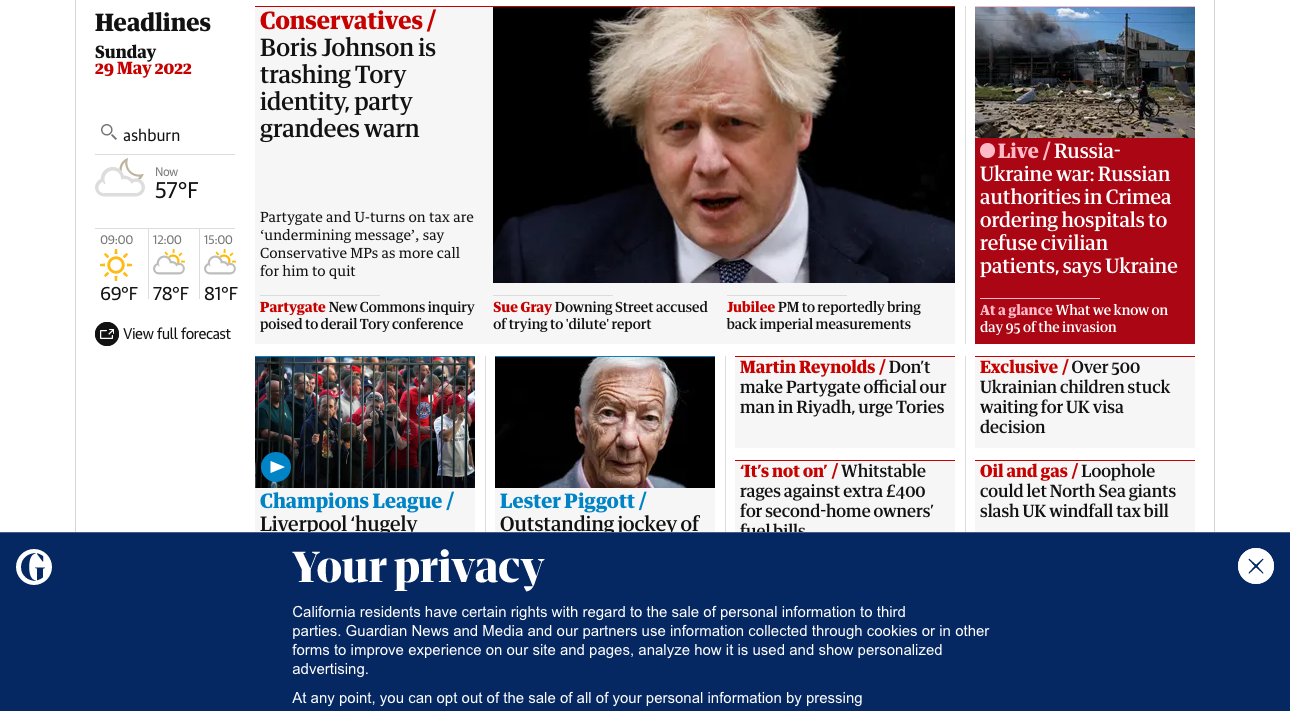 Headlines
Sunday
29 May 2022
ashburn
Now
57°F
09:00
69°F
12:00
78°F
15:00
81°F
View full forecast
Conservatives /
Boris Johnson is
trashing Tory
identity, party
grandees warn
Partygate and U-turns on tax are
‘undermining message’, say
Conservative MPs as more call
for him to quit
Partygate New Commons inquiry
poised to derail Tory conference
Sue Gray Downing Street accused
of trying to 'dilute' report
Jubilee PM to reportedly bring
back imperial measurements
Live / Russia-
Ukraine war: Russian
authorities in Crimea
ordering hospitals to
refuse civilian
patients, says Ukraine
At a glance What we know on
day 95 of the invasion
Champions League /
Liverpool ‘hugely
Lester Piggott /
Outstanding jockey of
Martin Reynolds / Don’t
make Partygate official our
man in Riyadh, urge Tories
‘It’s not on’ / Whitstable
rages against extra £400
for second-home owners’
fuel bills
Exclusive / Over 500
Ukrainian children stuck
waiting for UK visa
decision
Oil and gas / Loophole
could let North Sea giants
slash UK windfall tax bill
G
Your privacy
California residents have certain rights with regard to the sale of personal information to third
parties. Guardian News and Media and our partners use information collected through cookies or in other
forms to improve experience on our site and pages, analyze how it is used and show personalized
advertising.
At any point, you can opt out of the sale of all of your personal information by pressing